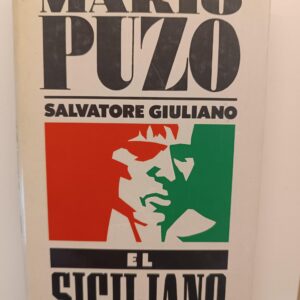 MARIO
PUZO
SALVATORE GIULIANO
EL
SICILIANO